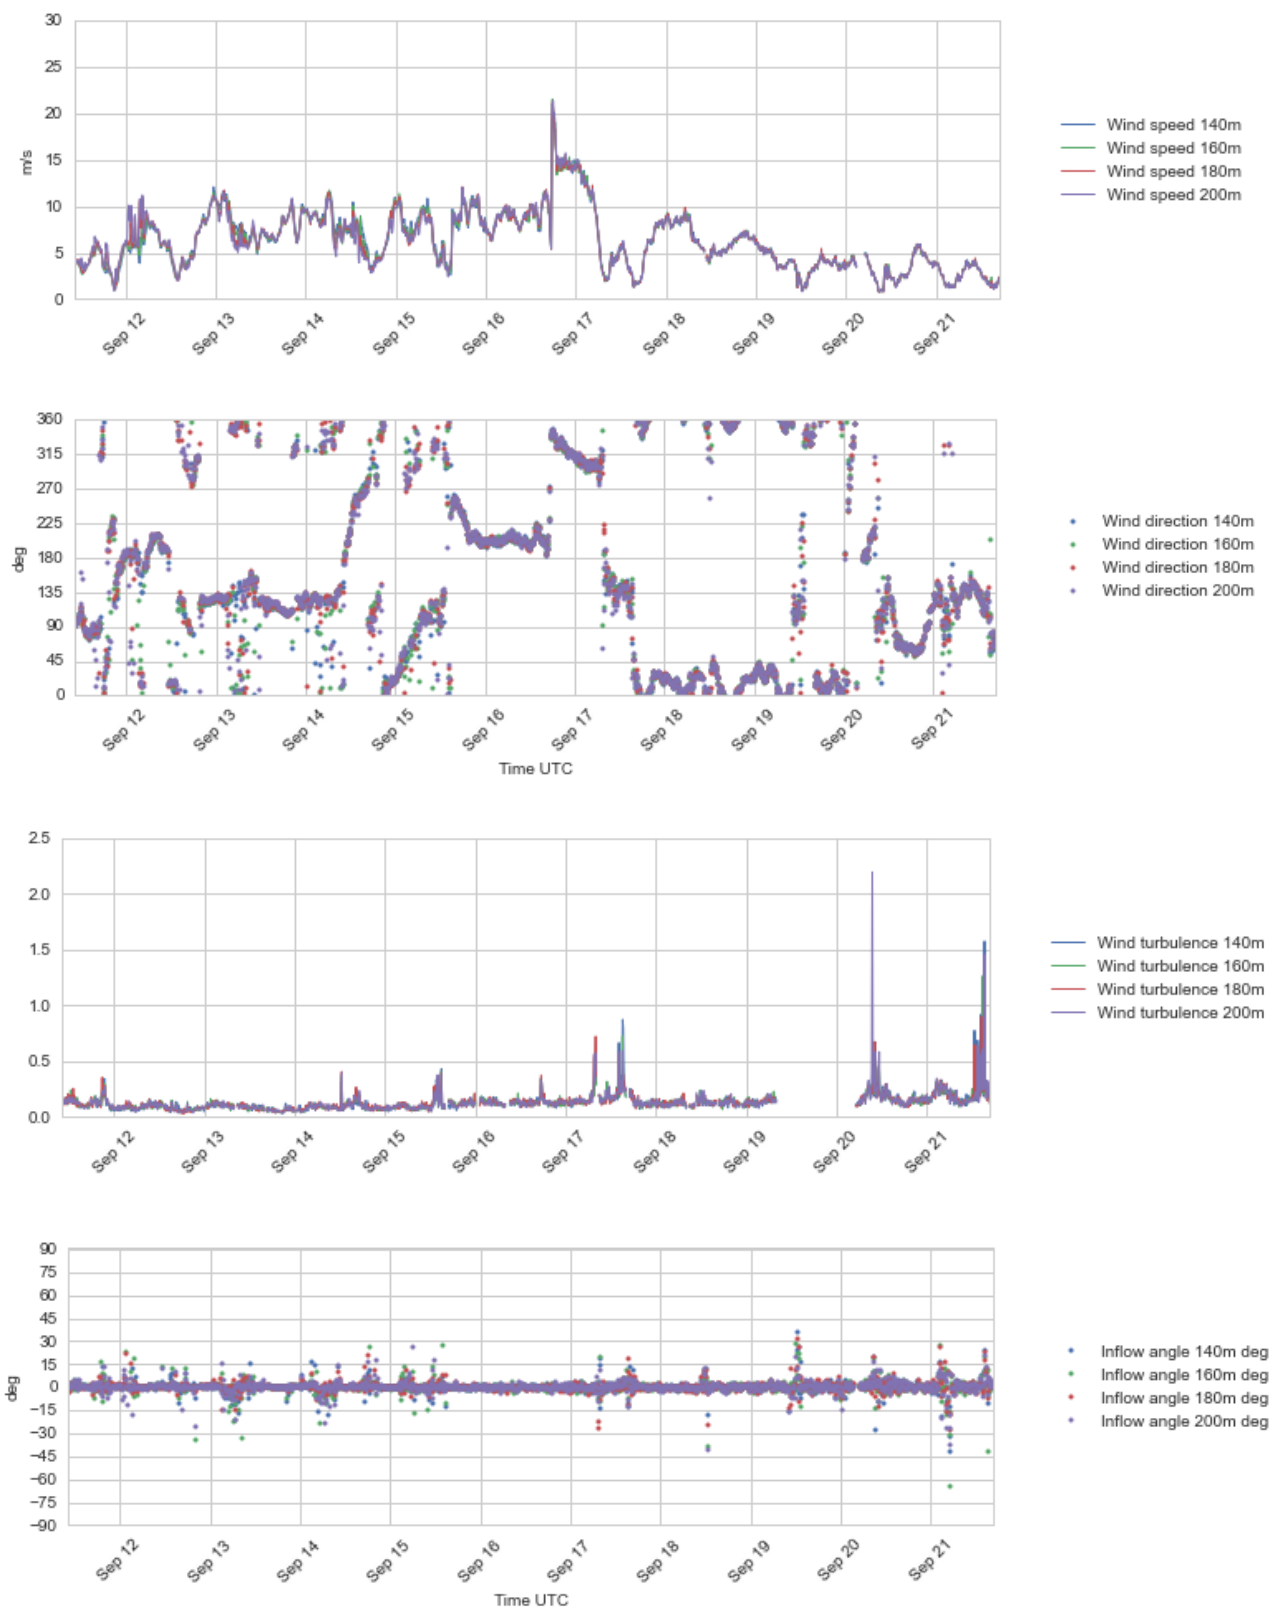 30
25
20
15
10
5
0
m/s
Sep 12
Sep 13
Sep 14
Sep 15
Sep 16
Sep 17
Sep 18
Sep 19
Sep 20
Sep 21
Wind speed 140m
Wind speed 160m
Wind speed 180m
Wind speed 200m
360
315
270
225
180
135
90
45
0
deg
Sep 12
Sep 13
Sep 14
Sep 15
Sep 16
Sep 17
Sep 18
Sep 19
Sep 20
Sep 21
Time UTC
Wind direction 140m
Wind direction 160m
Wind direction 180m
Wind direction 200m
2.5
2.0
1.5
1.0
0.5
0.0
Sep 12
Sep 13
Sep 14
Sep 15
Sep 16
Sep 17
Sep 18
Sep 19
Sep 20
Sep 21
Wind turbulence 140m
Wind turbulence 160m
Wind turbulence 180m
Wind turbulence 200m
90
75
60
45
30
15
0
−15
−30
−45
−60
−75
−90
deg
Sep 12
Sep 13
Sep 14
Sep 15
Sep 16
Sep 17
Sep 18
Sep 19
Sep 20
Sep 21
Time UTC
Inflow angle 140m deg
Inflow angle 160m deg
Inflow angle 180m deg
Inflow angle 200m deg